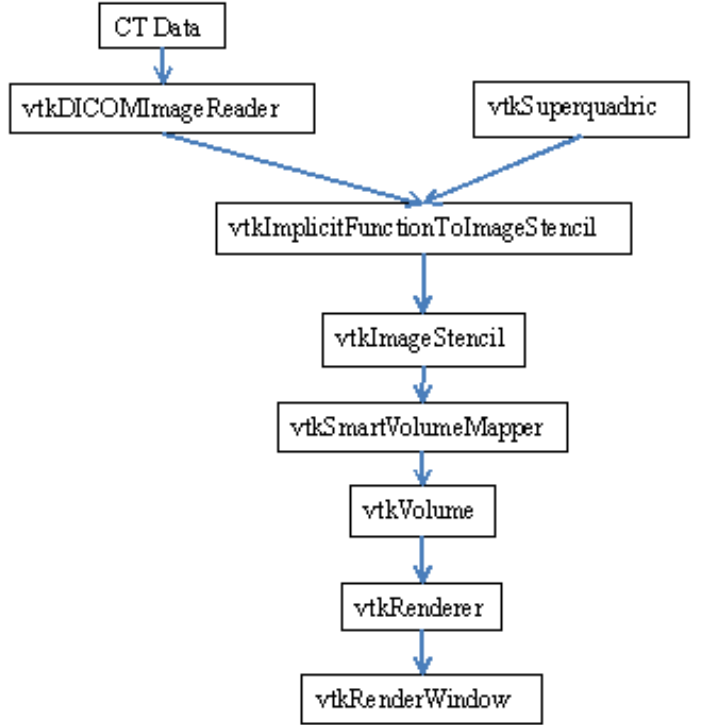 CT Data
vtkDICOMImageReader
vtkSuperquadric
vtkImplicitFunctionToImageStencil
vtkImageStencil
vtkSmartVolumeMapper
vtkVolume
vtkRenderer
vtkRenderWindow